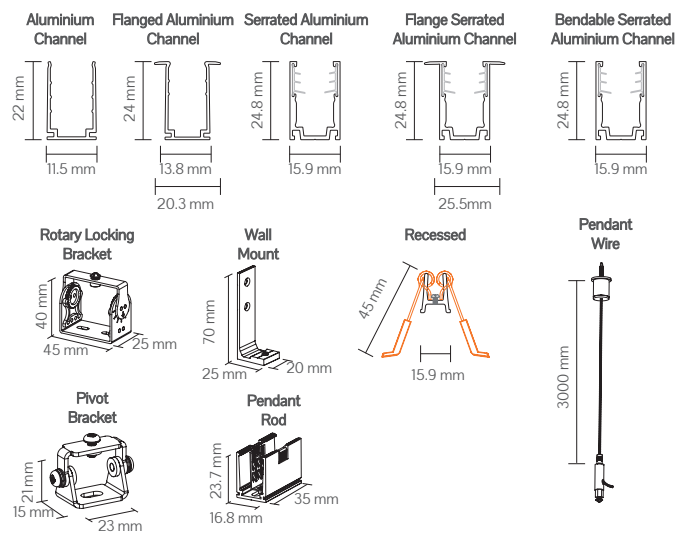 Aluminium
Channel
Flanged Aluminium
Channel
Serrated Aluminium
Channel
Flange Serrated
Aluminium Channel
Bendable Serrated
Aluminium Channel
22 mm
11.5 mm
24 mm
13.8 mm
20.3 mm
24.8 mm
15.9 mm
24.8 mm
15.9 mm
25.5mm
24.8 mm
15.9 mm
Rotary Locking
Bracket
40 mm
45 mm
25 mm
Wall
Mount
70 mm
25 mm
20 mm
Recessed
45 mm
15.9 mm
Pendant
Wire
3000 mm
Pivot
Bracket
21 mm
15 mm
23 mm
Pendant
Rod
23.7 mm
16.8 mm
35 mm